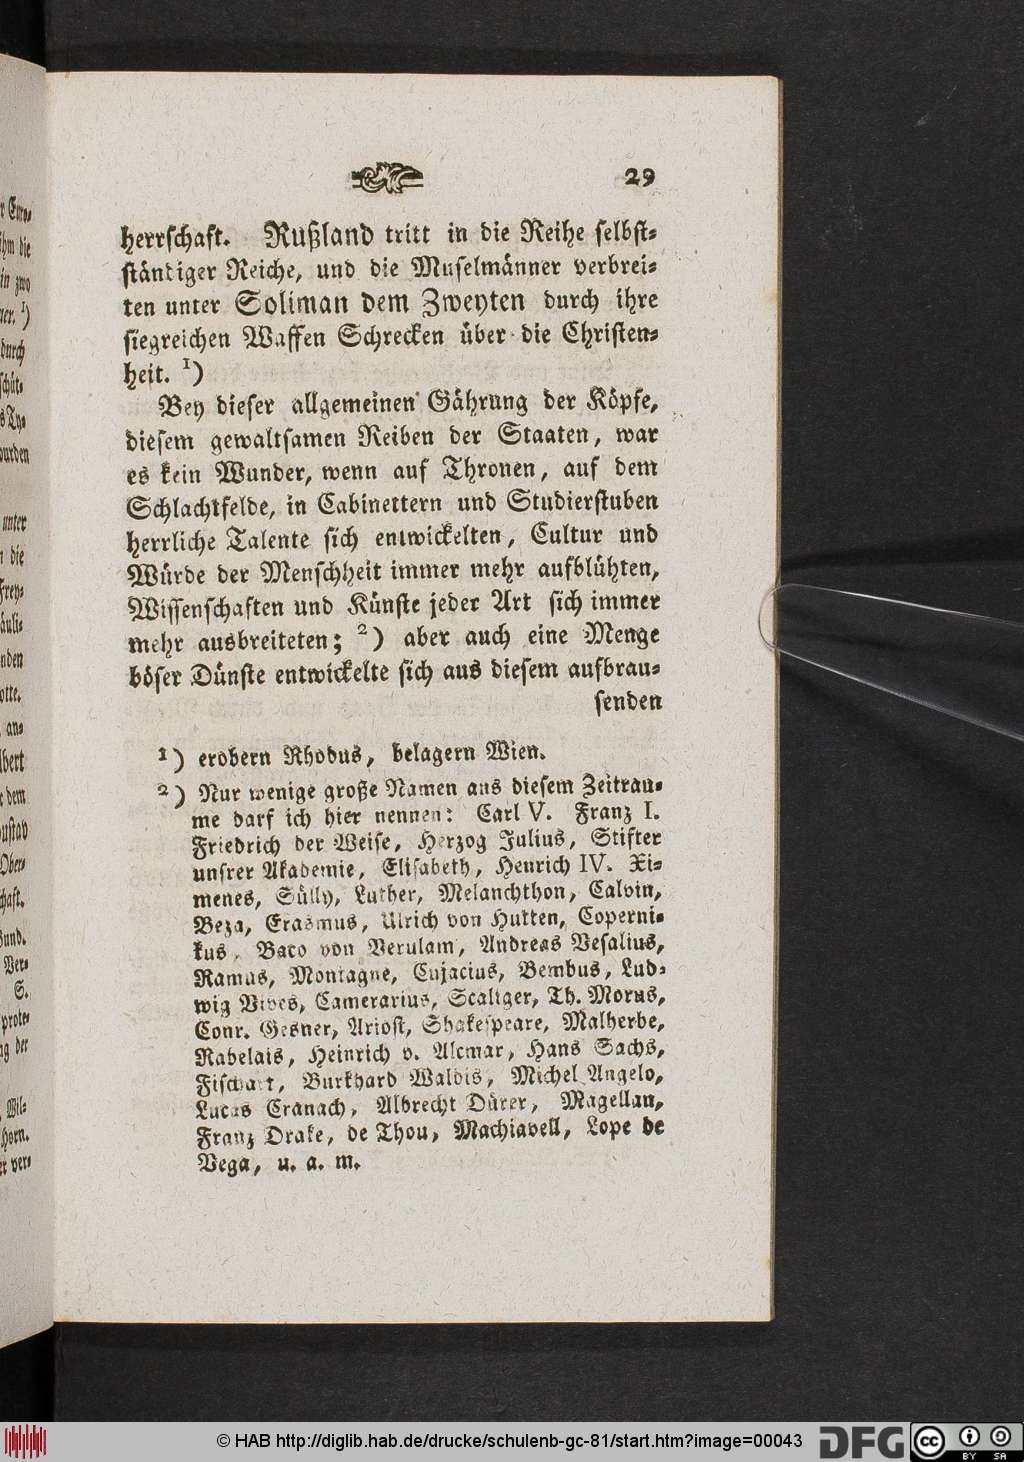 29
herrschaft. Rußland tritt in die Reihe selbst-
ständiger Reiche, und die Muselmänner verbrei-
ten unter Soliman dem Zweyten durch ihre
siegreichen Waffen Schrecken über die Christen-
heit. ¹)
Bey dieser allgemeinen Gährung der Köpfe,
diesem gewaltsamen Reiben der Staaten, war
es kein Wunder, wenn auf Thronen, auf dem
Schlachtfelde, in Cabinettern und Studierstuben
herrliche Talente sich entwickelten, Cultur und
Würde der Menschheit immer mehr aufblühten,
Wissenschaften und Künste jeder Art sich immer
mehr ausbreiteten; ²) aber auch eine Menge
böser Dünste entwickelte sich aus diesem aufbrau-
senden
1) erobern Rhodus, belagern Wien.
2) Nur wenige große Namen aus diesem Zeitrau-
me darf ich hier nennen: Carl V. Franz I.
Friedrich der Weise, Herzog Julius, Stifter
unsrer Akademie, Elisabeth, Henrich IV. Xi-
menes, Sülly, Luther, Melanchthon, Calvin,
Beza, Erasmus, Ulrich von Hutten, Coperni-
kus, Baco von Verulam, Andreas Vesalius,
Ramus, Montagne, Cujacius, Bembus, Lud-
wig Vives, Camerarius, Scaliger, Th. Morus,
Conr. Gesner, Ariost, Shakespeare, Malherbe,
Rabelais, Heinrich v. Alcmar, Hans Sachs,
Fischart, Burkhard Waldis, Michel Angelo,
Lucas Cranach, Albrecht Dürer, Magellan,
Franz Drake, de Thou, Machiavell, Lope de
Vega, u. a. m.
© HAB http://diglib.hab.de/drucke/schulenb-gc-81/start.htm?image=00043
DFG
cc BY SA